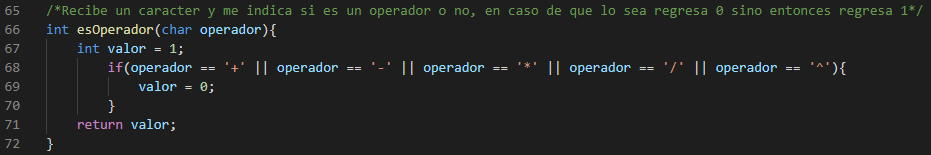 65 /*Recibe un caracter y me indica si es un operador o no, en caso de que lo sea regresa 0 sino entonces regresa 1*/
66 int esOperador(char operador){
67     int valor = 1;
68         if(operador == '+' || operador == '-' || operador == '*' || operador == '/' || operador == '^'){
69             valor = 0;
70         }
71     return valor;
72 }